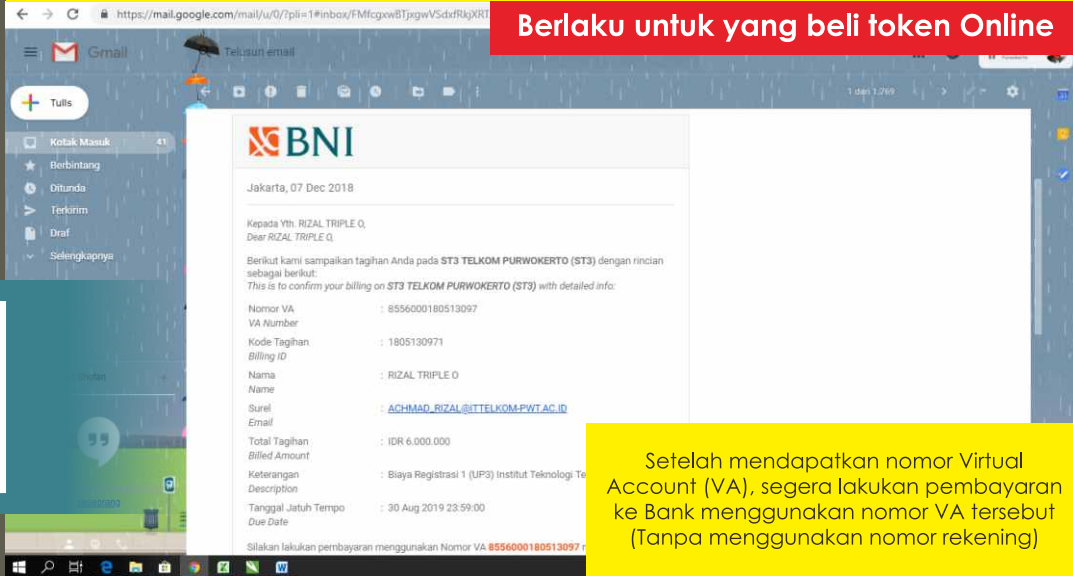 https://mail.google.com/mail/u/0/?pli=1#inbox/
Berlaku untuk yang beli token Online
Gmail
Telusuri email
Tulis
1 dari 1.769
Kotak Masuk 41
Berbintang
Ditunda
Terkirim
Draf
Selengkapnya
BNI
Jakarta, 07 Dec 2018
Kepada Yth. RIZAL TRIPLE O,
Dear RIZAL TRIPLE O,
Berikut kami sampaikan tagihan Anda pada ST3 TELKOM PURWOKERTO (ST3) dengan rincian
sebagai berikut:
This is to confirm your billing on ST3 TELKOM PURWOKERTO (ST3) with detailed info:
Nomor VA : 8556000180513097
VA Number
Kode Tagihan : 1805130971
Billing ID
Nama : RIZAL TRIPLE O
Name
Surel : ACHMAD_RIZAL@ITTELKOM-PWT.AC.ID
Email
Total Tagihan : IDR 6.000.000
Billed Amount
Keterangan : Biaya Registrasi 1 (UP3) Institut Teknologi Te
Description
Tanggal Jatuh Tempo : 30 Aug 2019 23:59:00
Due Date
Silakan lakukan pembayaran menggunakan Nomor VA 8556000180513097
Setelah mendapatkan nomor Virtual
Account (VA), segera lakukan pembayaran
ke Bank menggunakan nomor VA tersebut
(Tanpa menggunakan nomor rekening)